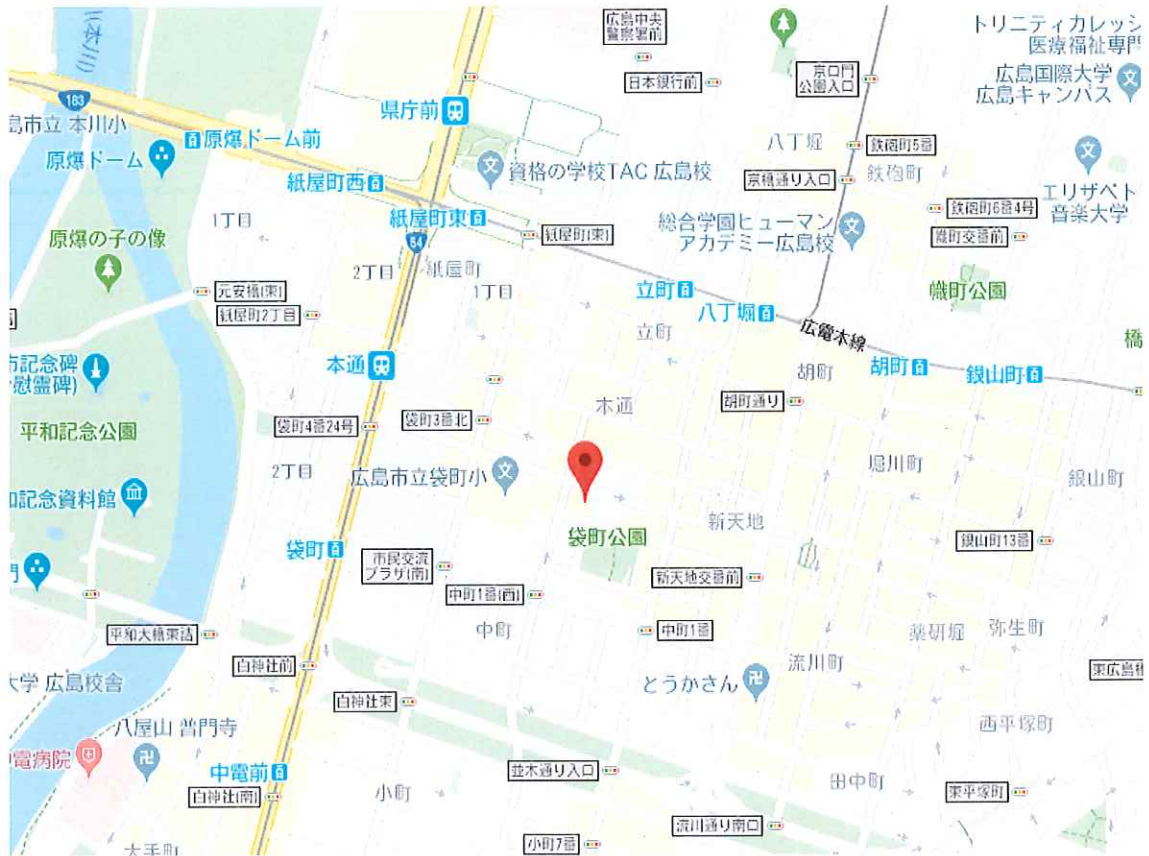 広島中央
警察署前
トリニティカレッジ
医療福祉専門
京口門
公園入口
広島国際大学
広島キャンパス
日本銀行前
183
県庁前
島市立 本川小
原爆ドーム前
八丁堀
鉄砲町5番
原爆ドーム
資格の学校TAC 広島校
京橋通り入口
鉄砲町
紙屋町西
エリザベト
音楽大学
1丁目
紙屋町東
鉄砲町6番4号
総合学園ヒューマン
アカデミー広島校
紙屋町(東)
幟町交番前
原爆の子の像
54
2丁目
紙屋町
1丁目
元安橋(東)
立町
幟町公園
紙屋町2丁目
八丁堀
立町
広電本線
橋
市記念碑
慰霊碑)
本通
胡町
胡町
銀山町
胡町通り
本通
袋町3番北
袋町4番24号
平和記念公園
2丁目
広島市立袋町小
堀川町
銀山町
和記念資料館
新天地
袋町公園
銀山町13番
袋町
市民交流
プラザ(南)
新天地交番前
門
中町1番(西)
平和大橋東詰
中町
中町1番
薬研堀
弥生町
白神社前
流川町
大学 広島校舎
とうかさん
白神社東
八屋山 普門寺
西平塚町
電病院
中電前
並木通り入口
田中町
白神社(南)
小町
東平塚町
流川通り南口
小町7番
大手町